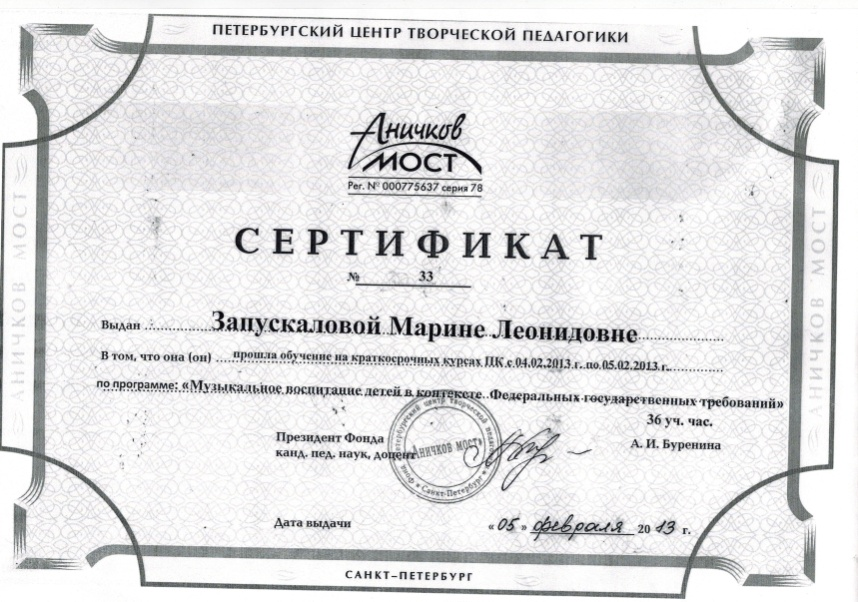 ПЕТЕРБУРГСКИЙ ЦЕНТР ТВОРЧЕСКОЙ ПЕДАГОГИКИ
Аничков
МОСТ
Рег. № 000775637 серия 78
СЕРТИФИКАТ
№ 33
Выдан Запускаловой Марине Леонидовне
В том, что она (он) прошла обучение на краткосрочных курсах ПК с 04.02.2013 г. по 05.02.2013 г.
по программе: «Музыкальное воспитание детей в контексте Федеральных государственных требований»
36 уч. час.
Президент Фонда
канд. пед. наук, доцент
А. И. Буренина
Аничков мост
Санкт-Петербург
Дата выдачи « 05 » февраля 20 13 г.
САНКТ–ПЕТЕРБУРГ
АНИЧКОВ МОСТ
АНИЧКОВ МОСТ